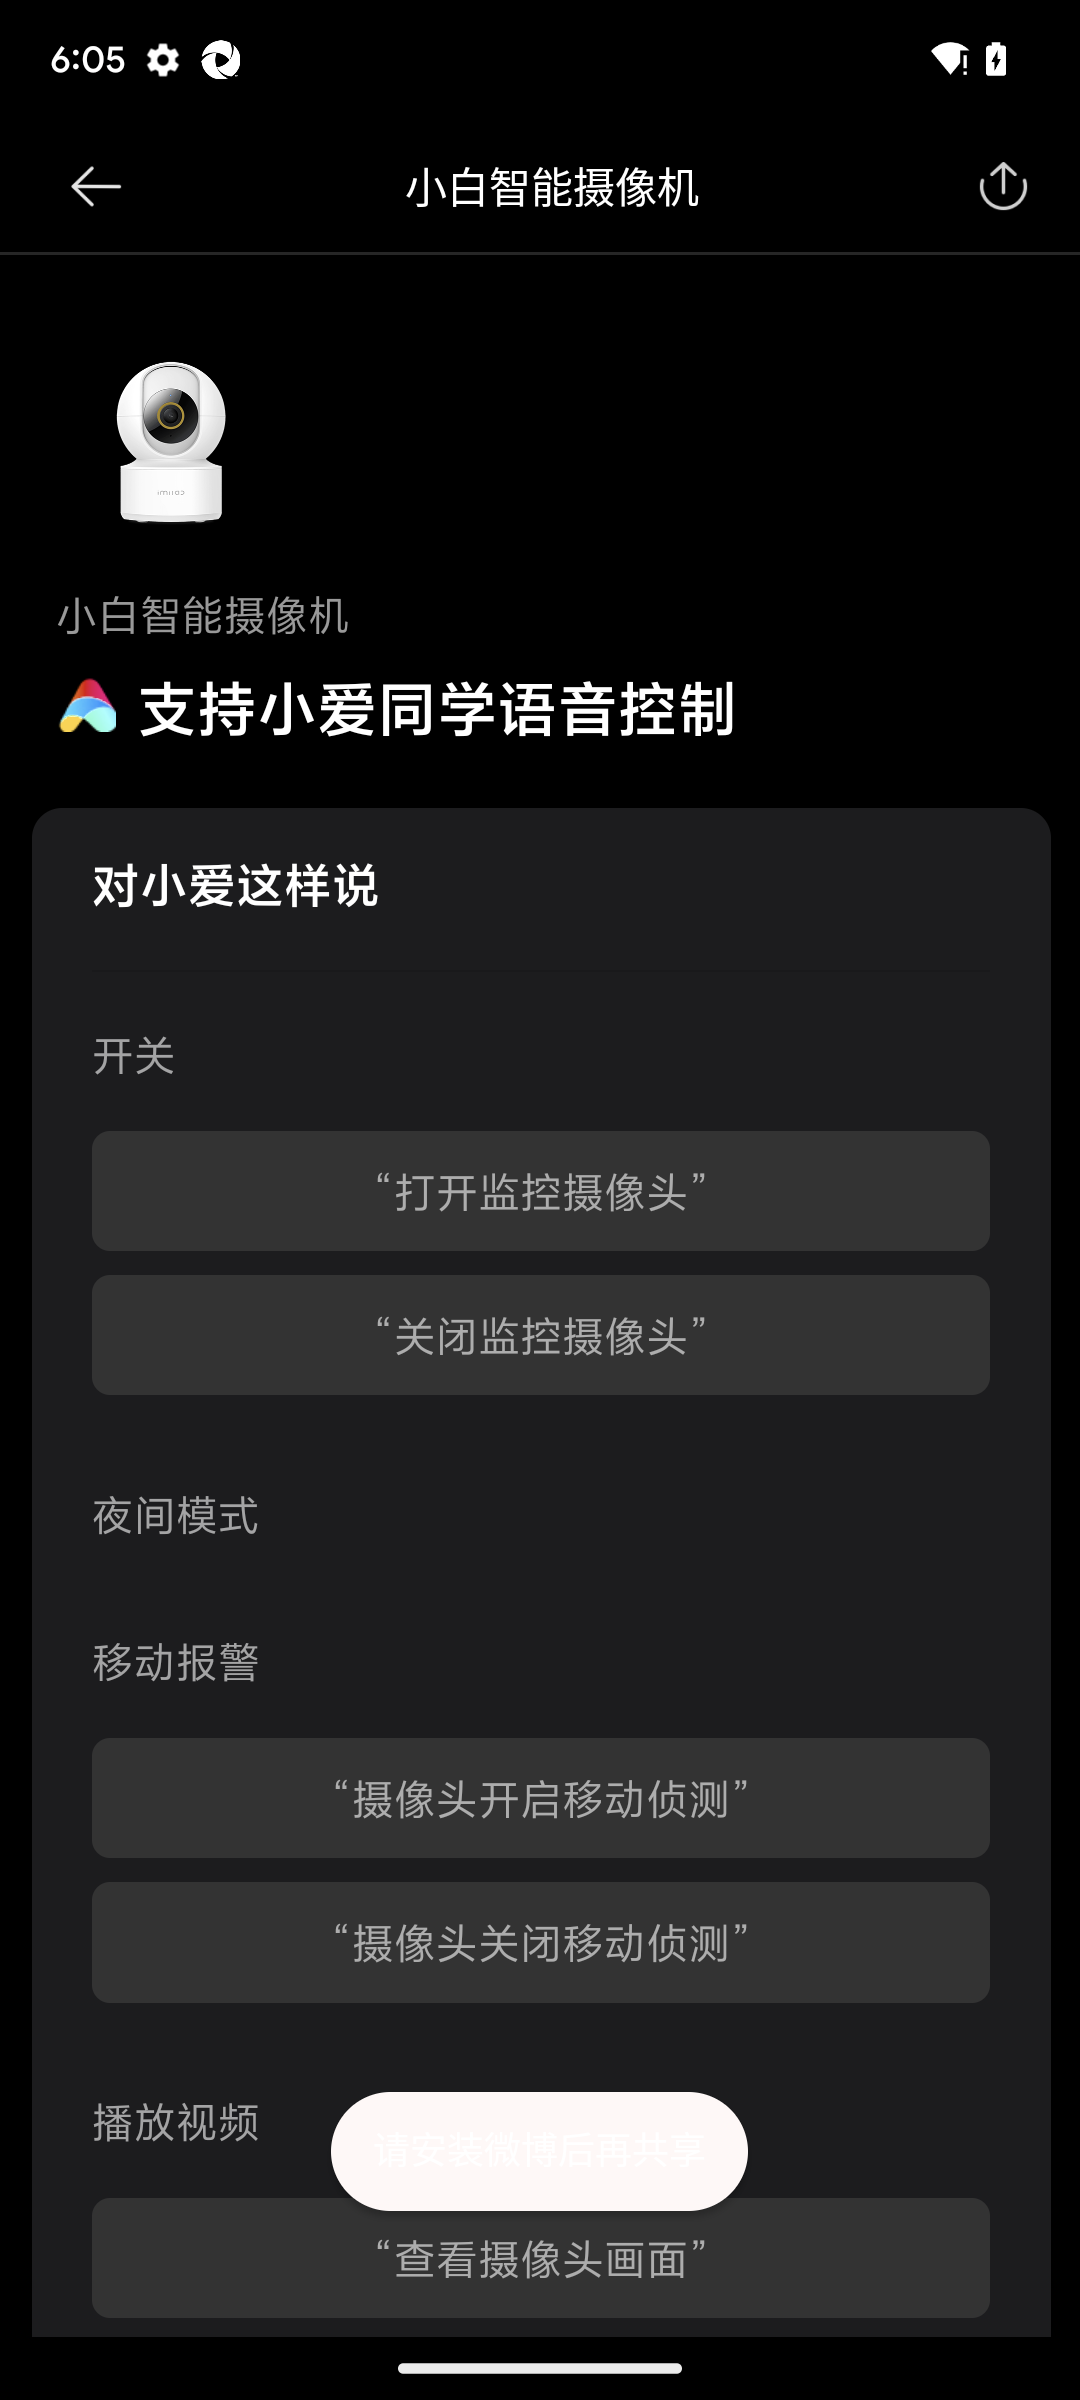 6:05
小白智能摄像机
小白智能摄像机
支持小爱同学语音控制
对小爱这样说
开关
“打开监控摄像头”
“关闭监控摄像头”
夜间模式
移动报警
“摄像头开启移动侦测”
“摄像头关闭移动侦测”
播放视频
请安装微博后再共享
“查看摄像头画面”